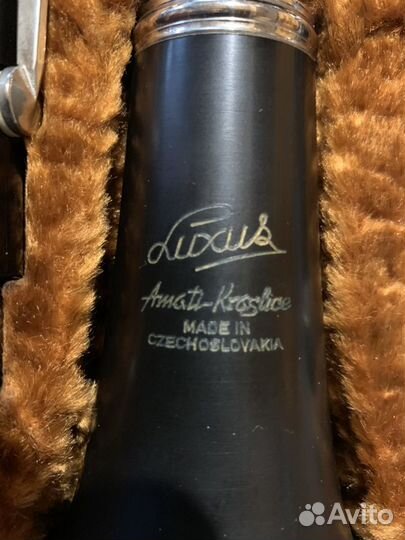 Luxus
Amati-Kraslice
MADE IN
CZECHOSLOVAKIA
Avito